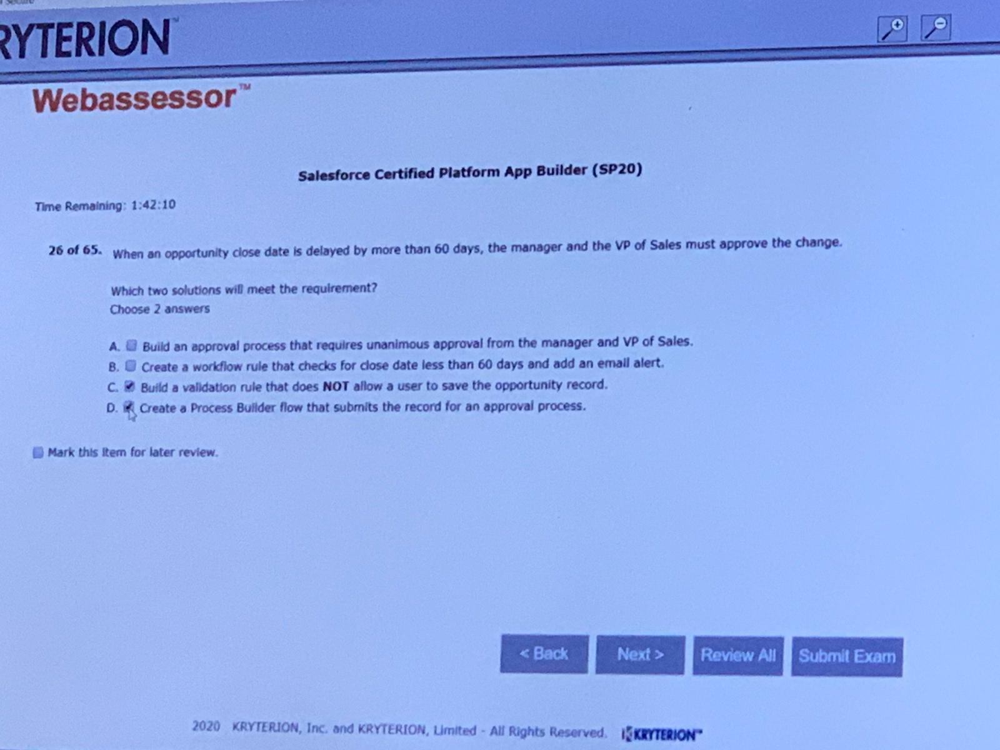 RYTERION
Webassessor™
Salesforce Certified Platform App Builder (SP20)
Time Remaining: 1:42:10
26 of 65. When an opportunity close date is delayed by more than 60 days, the manager and the VP of Sales must approve the change.
Which two solutions will meet the requirement?
Choose 2 answers
A. Build an approval process that requires unanimous approval from the manager and VP of Sales.
B. Create a workflow rule that checks for close date less than 60 days and add an email alert.
C. Build a validation rule that does NOT allow a user to save the opportunity record.
D. Create a Process Builder flow that submits the record for an approval process.
Mark this item for later review.
< Back Next > Review All Submit Exam
2020 KRYTERION, Inc. and KRYTERION, Limited - All Rights Reserved. KRYTERION™